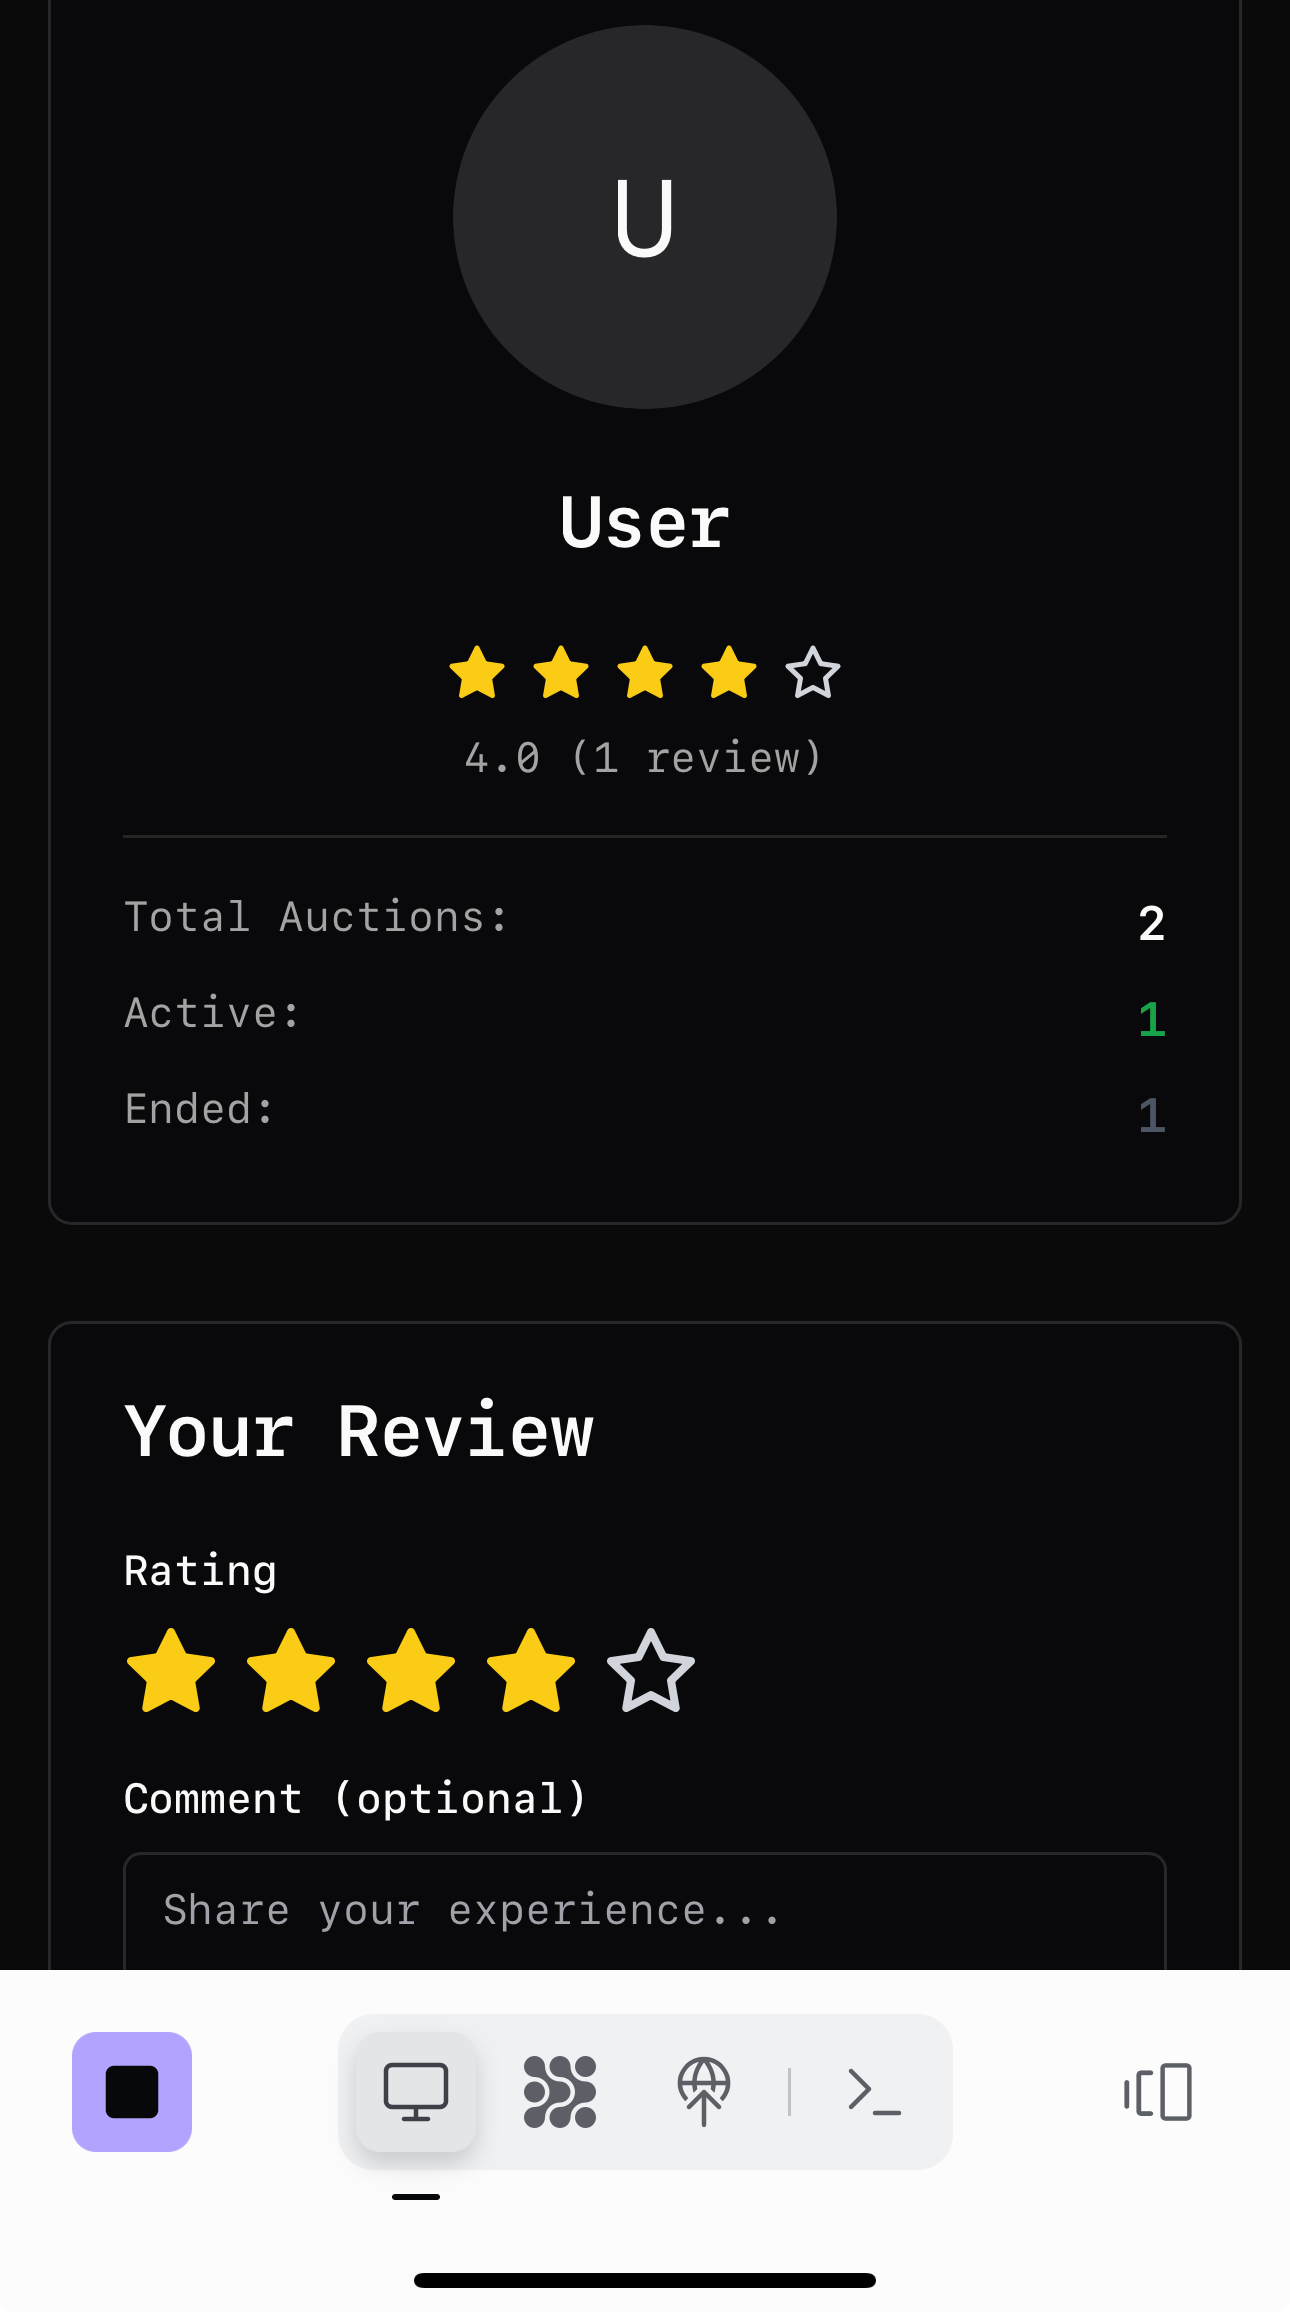 U
User
4.0 (1 review)
Total Auctions: 2
Active: 1
Ended: 1
Your Review
Rating
Comment (optional)
Share your experience...